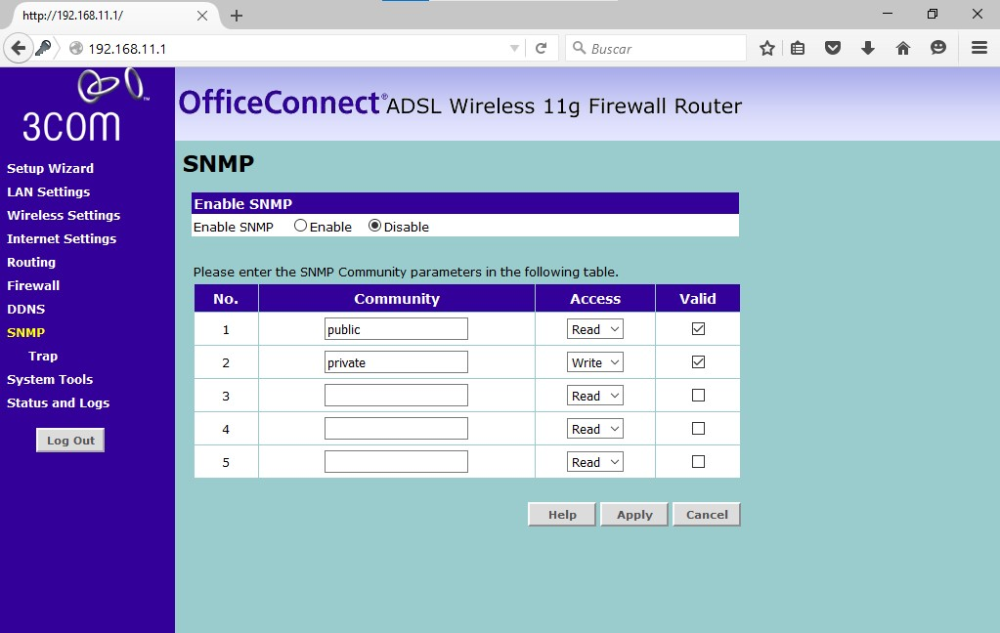 http://192.168.11.1/
192.168.11.1
Buscar
3COM™
OfficeConnect® ADSL Wireless 11g Firewall Router
Setup Wizard
LAN Settings
Wireless Settings
Internet Settings
Routing
Firewall
DDNS
SNMP
Trap
System Tools
Status and Logs
Log Out
SNMP
Enable SNMP
Enable SNMP Enable Disable
Please enter the SNMP Community parameters in the following table.
No. Community Access Valid
1 public Read
2 private Write
3 Read
4 Read
5 Read
Help Apply Cancel